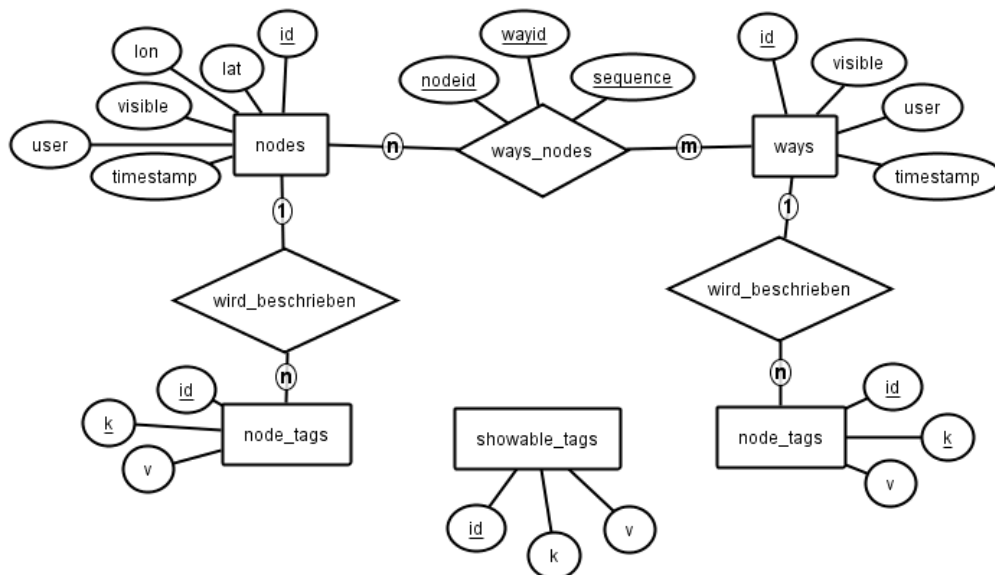 id
lon
lat
visible
user
timestamp
nodes
n
nodeid
wayid
sequence
ways_nodes
m
id
visible
user
timestamp
ways
1
wird_beschrieben
n
id
k
v
node_tags
showable_tags
id
k
v
1
wird_beschrieben
n
node_tags
id
k
v